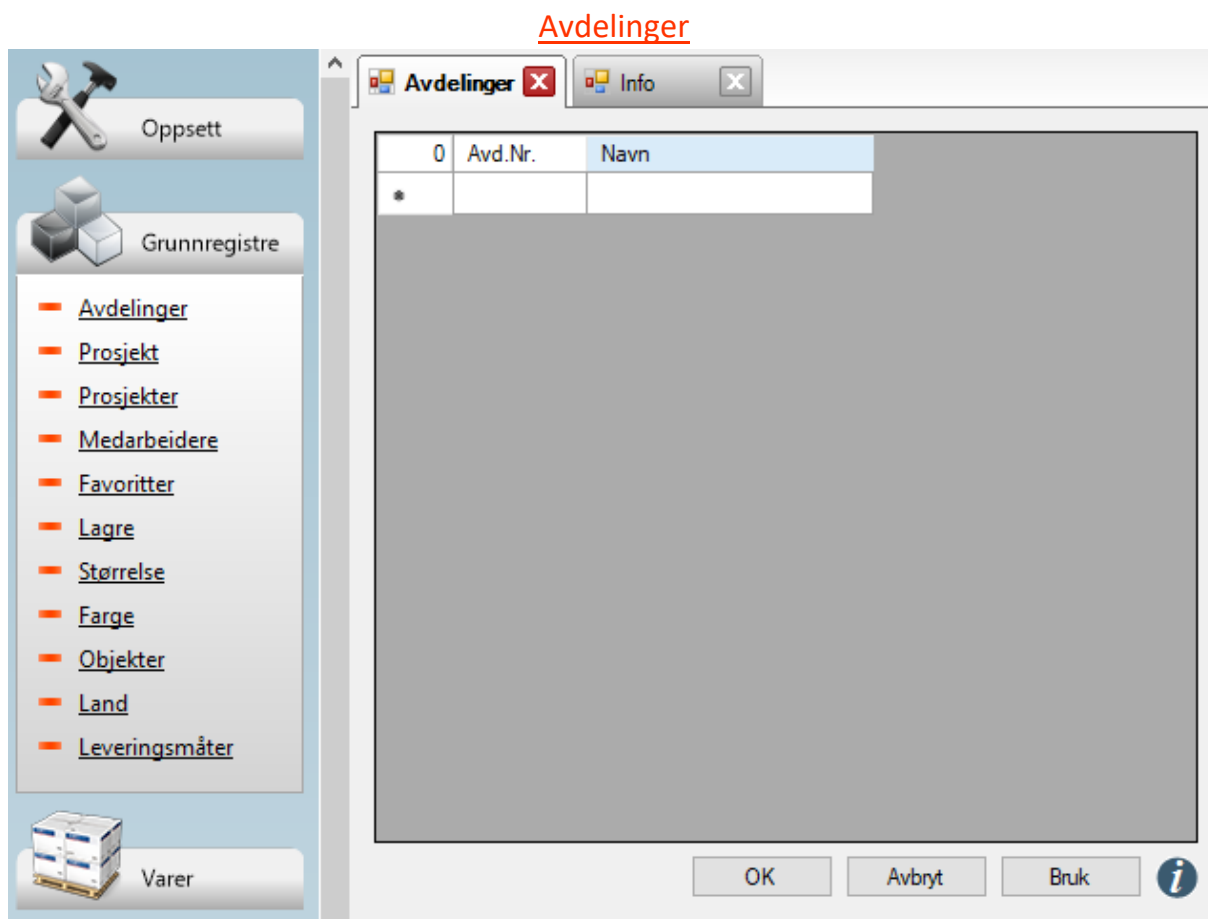 Avdelinger
Oppsett
Grunnregistre
Avdelinger
Prosjekt
Prosjekter
Medarbeidere
Favoritter
Lagre
Størrelse
Farge
Objekter
Land
Leveringsmåter
Varer
Avdelinger Info
0 Avd.Nr. Navn
*
OK Avbryt Bruk i